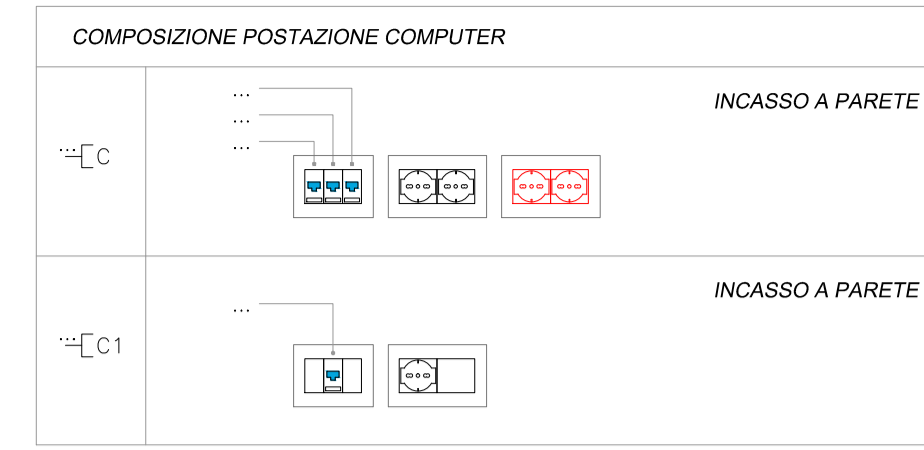 COMPOSIZIONE POSTAZIONE COMPUTER
...
INCASSO A PARETE
...
...
... C
...
INCASSO A PARETE
... C1